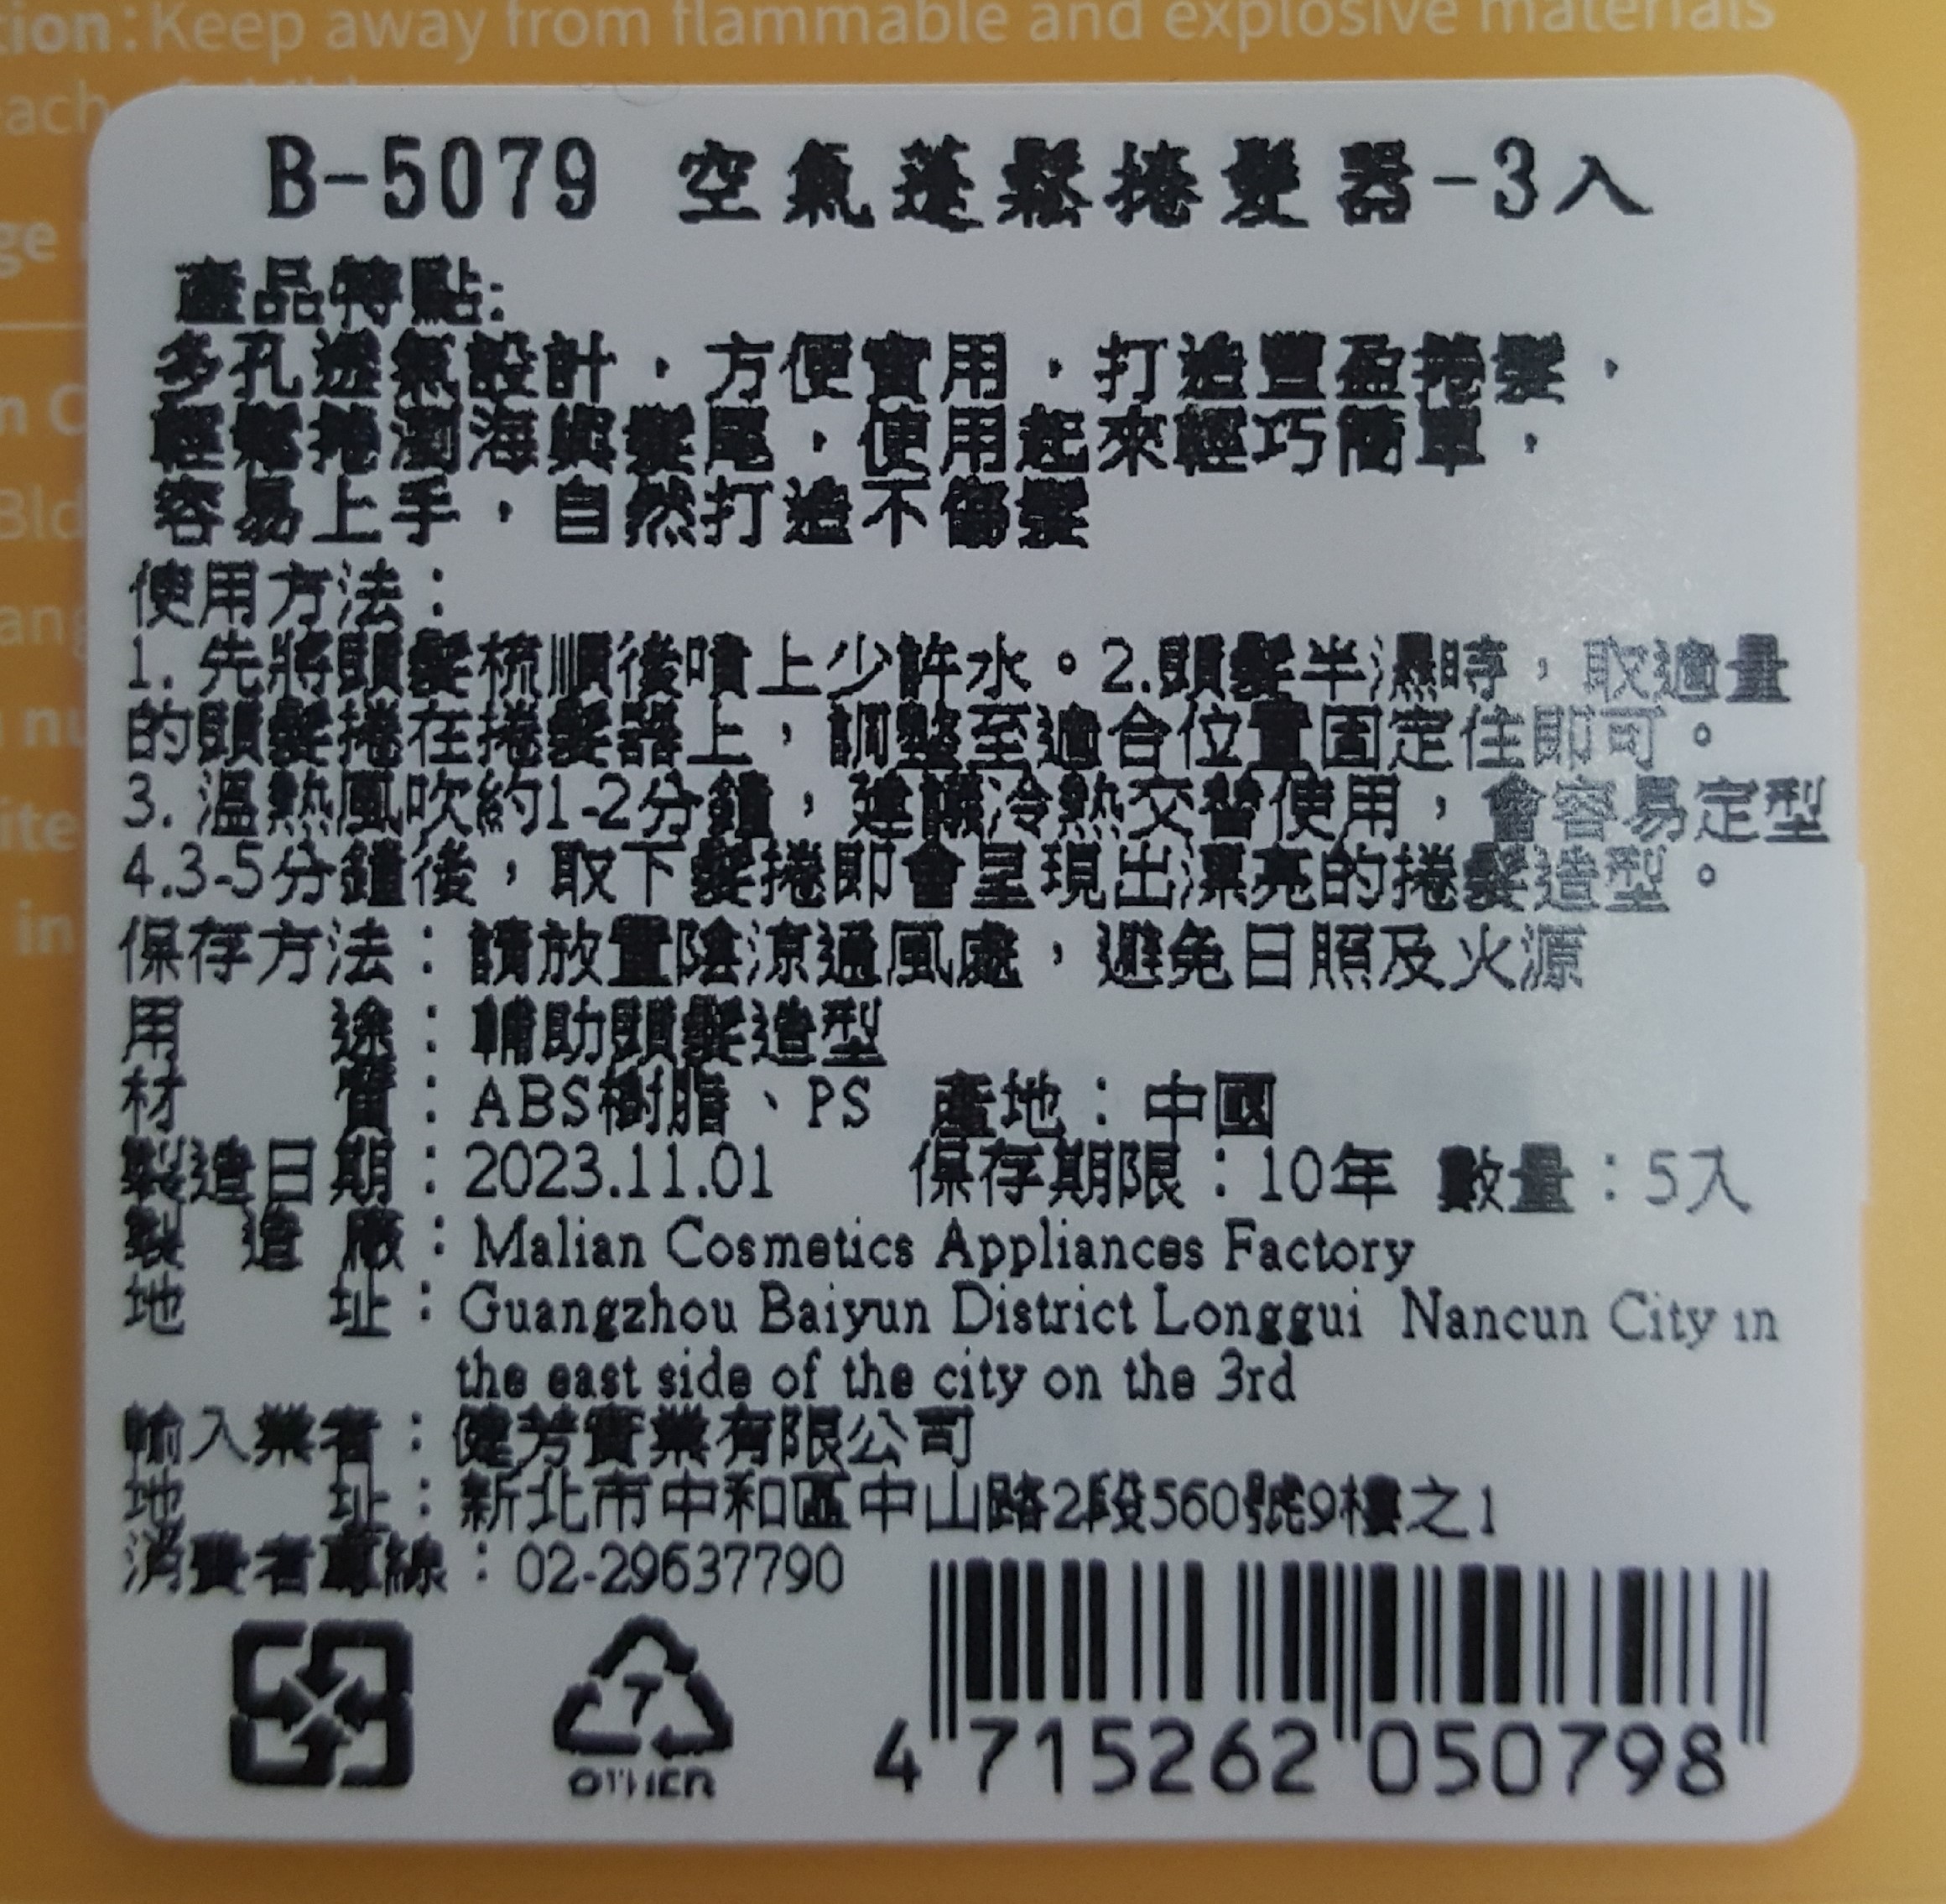 tion:Keep away from flammable and explosive materials
each
B-5079 空氣蓬鬆捲髮器-3入
ge
產品特點:
多孔透氣設計，方便實用，打造豐盈捲髮，
n C
輕鬆捲瀏海與髮尾，使用起來輕巧簡單，
Bld
容易上手，自然打造不傷髮
使用方法：
ang
1. 先將頭髮梳順後噴上少許水。2.頭髮半濕時，取適量
nu
的頭髮捲在捲髮器上，調整至適合位置固定住即可。
ite
3. 溫熱風吹約1-2分鐘，建議冷熱交替使用，會容易定型
4.3-5分鐘後，取下髮捲即會呈現出漂亮的捲髮造型。
in
保存方法：請放置陰涼通風處，避免日照及火源
用 途：輔助頭髮造型
材 質：ABS樹脂、PS 產地：中國
製造日期：2023.11.01 保存期限：10年 數量：5入
製 造 廠：Malian Cosmetics Appliances Factory
地 址：Guangzhou Baiyun District Longgui Nancun City in
the east side of the city on the 3rd
輸入業者：健芳實業有限公司
地 址：新北市中和區中山路2段560號9樓之1
消費者專線：02-29637790
7
OTHER
4 715262 050798